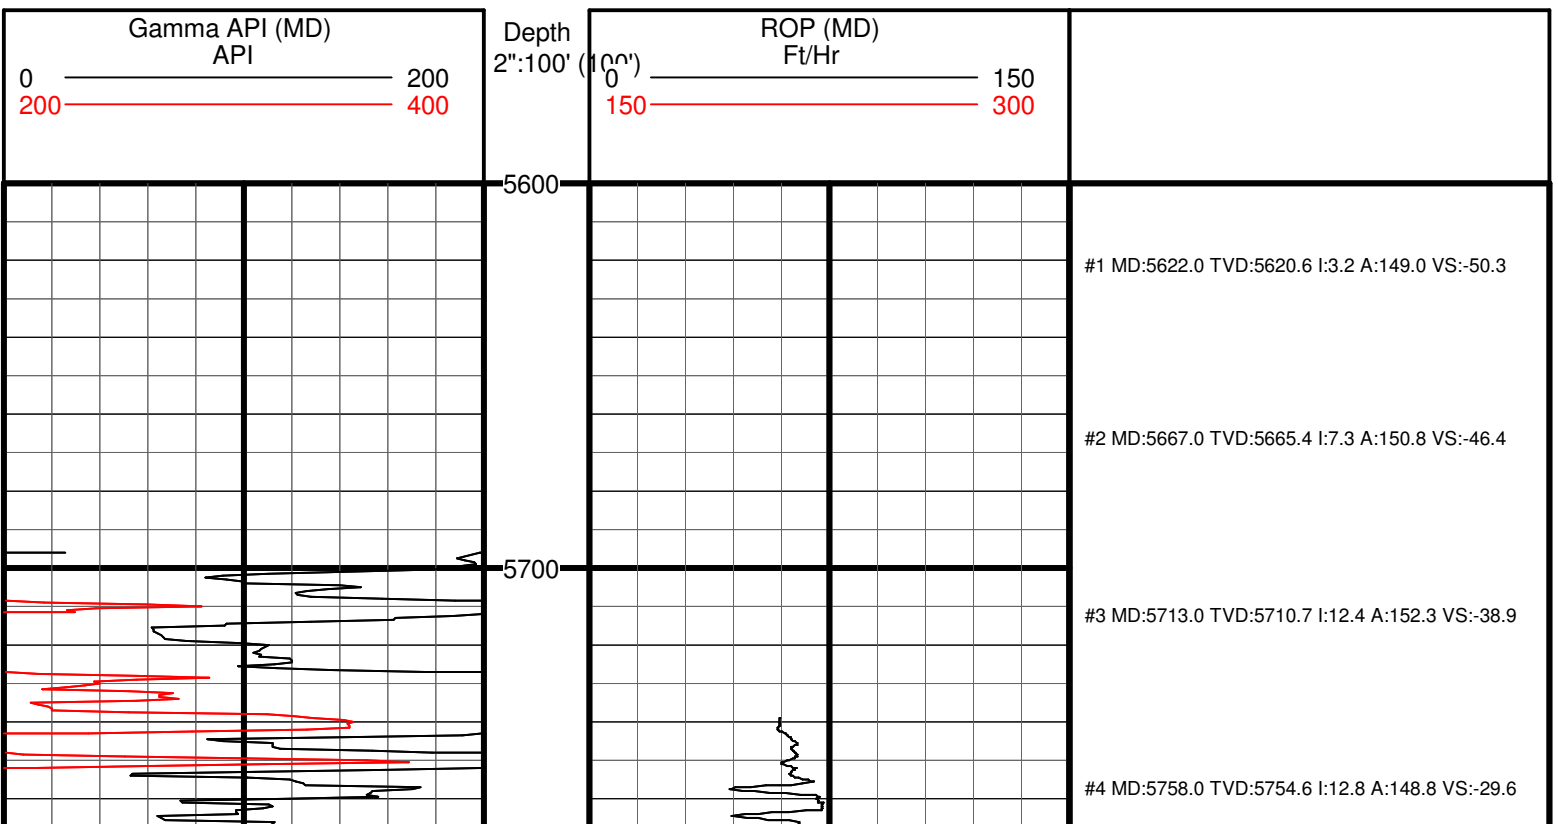 Gamma API (MD)
API
0 200
200 400
Depth
2":100' (100')
ROP (MD)
Ft/Hr
0 150
150 300
5600
#1 MD:5622.0 TVD:5620.6 I:3.2 A:149.0 VS:-50.3
#2 MD:5667.0 TVD:5665.4 I:7.3 A:150.8 VS:-46.4
5700
#3 MD:5713.0 TVD:5710.7 I:12.4 A:152.3 VS:-38.9
#4 MD:5758.0 TVD:5754.6 I:12.8 A:148.8 VS:-29.6